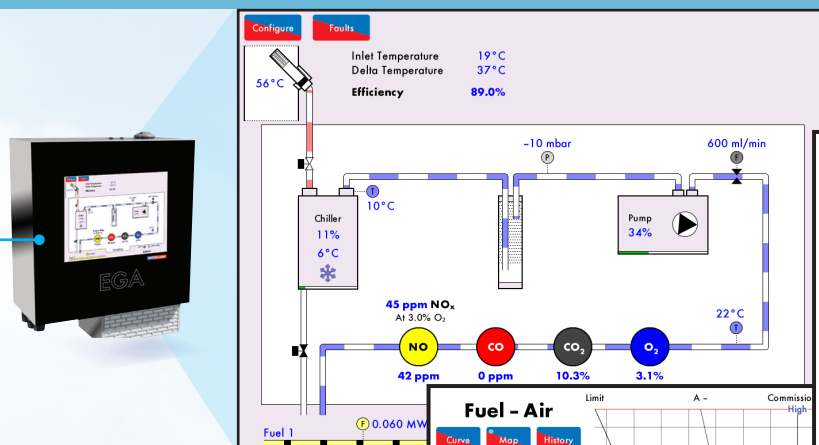 Configure
Faults
Inlet Temperature 19°C
Delta Temperature 37°C
56°C
Efficiency 89.0%
–10 mbar
600 ml/min
P
F
T
10°C
Chiller
11%
6°C
Pump
34%
45 ppm NOx
At 3.0% O2
22°C
T
NO
CO
CO2
O2
42 ppm
0 ppm
10.3%
3.1%
EGA
Fuel 1
F 0.060 MW
Fuel – Air
Limit
A –
Commissio
High
Curve
Map
History